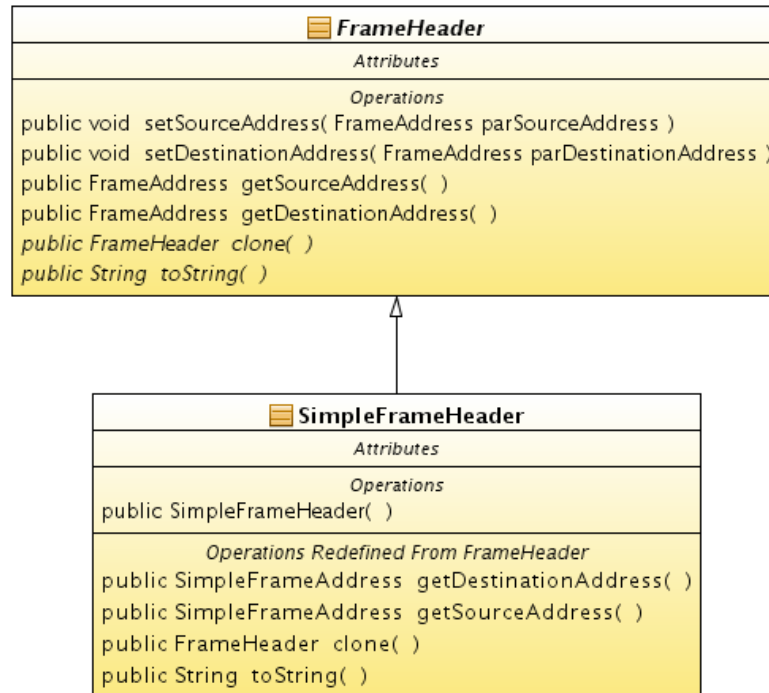 FrameHeader
Attributes
Operations
public void setSourceAddress( FrameAddress parSourceAddress )
public void setDestinationAddress( FrameAddress parDestinationAddress )
public FrameAddress getSourceAddress( )
public FrameAddress getDestinationAddress( )
public FrameHeader clone( )
public String toString( )
SimpleFrameHeader
Attributes
Operations
public SimpleFrameHeader( )
Operations Redefined From FrameHeader
public SimpleFrameAddress getDestinationAddress( )
public SimpleFrameAddress getSourceAddress( )
public FrameHeader clone( )
public String toString( )